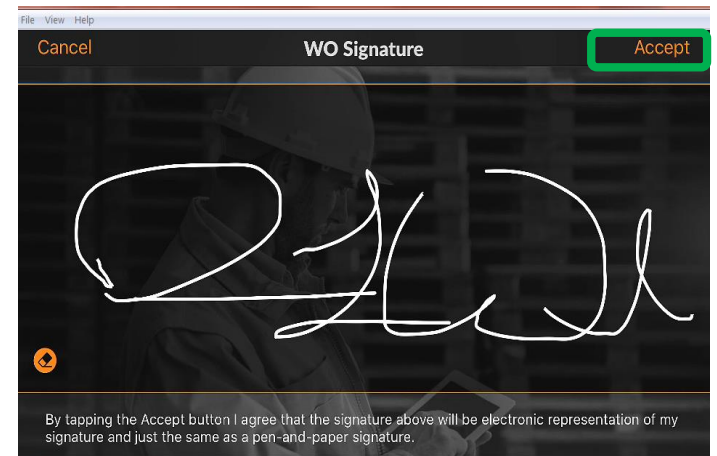 File View Help
Cancel WO Signature Accept
By tapping the Accept button I agree that the signature above will be electronic representation of my
signature and just the same as a pen-and-paper signature.